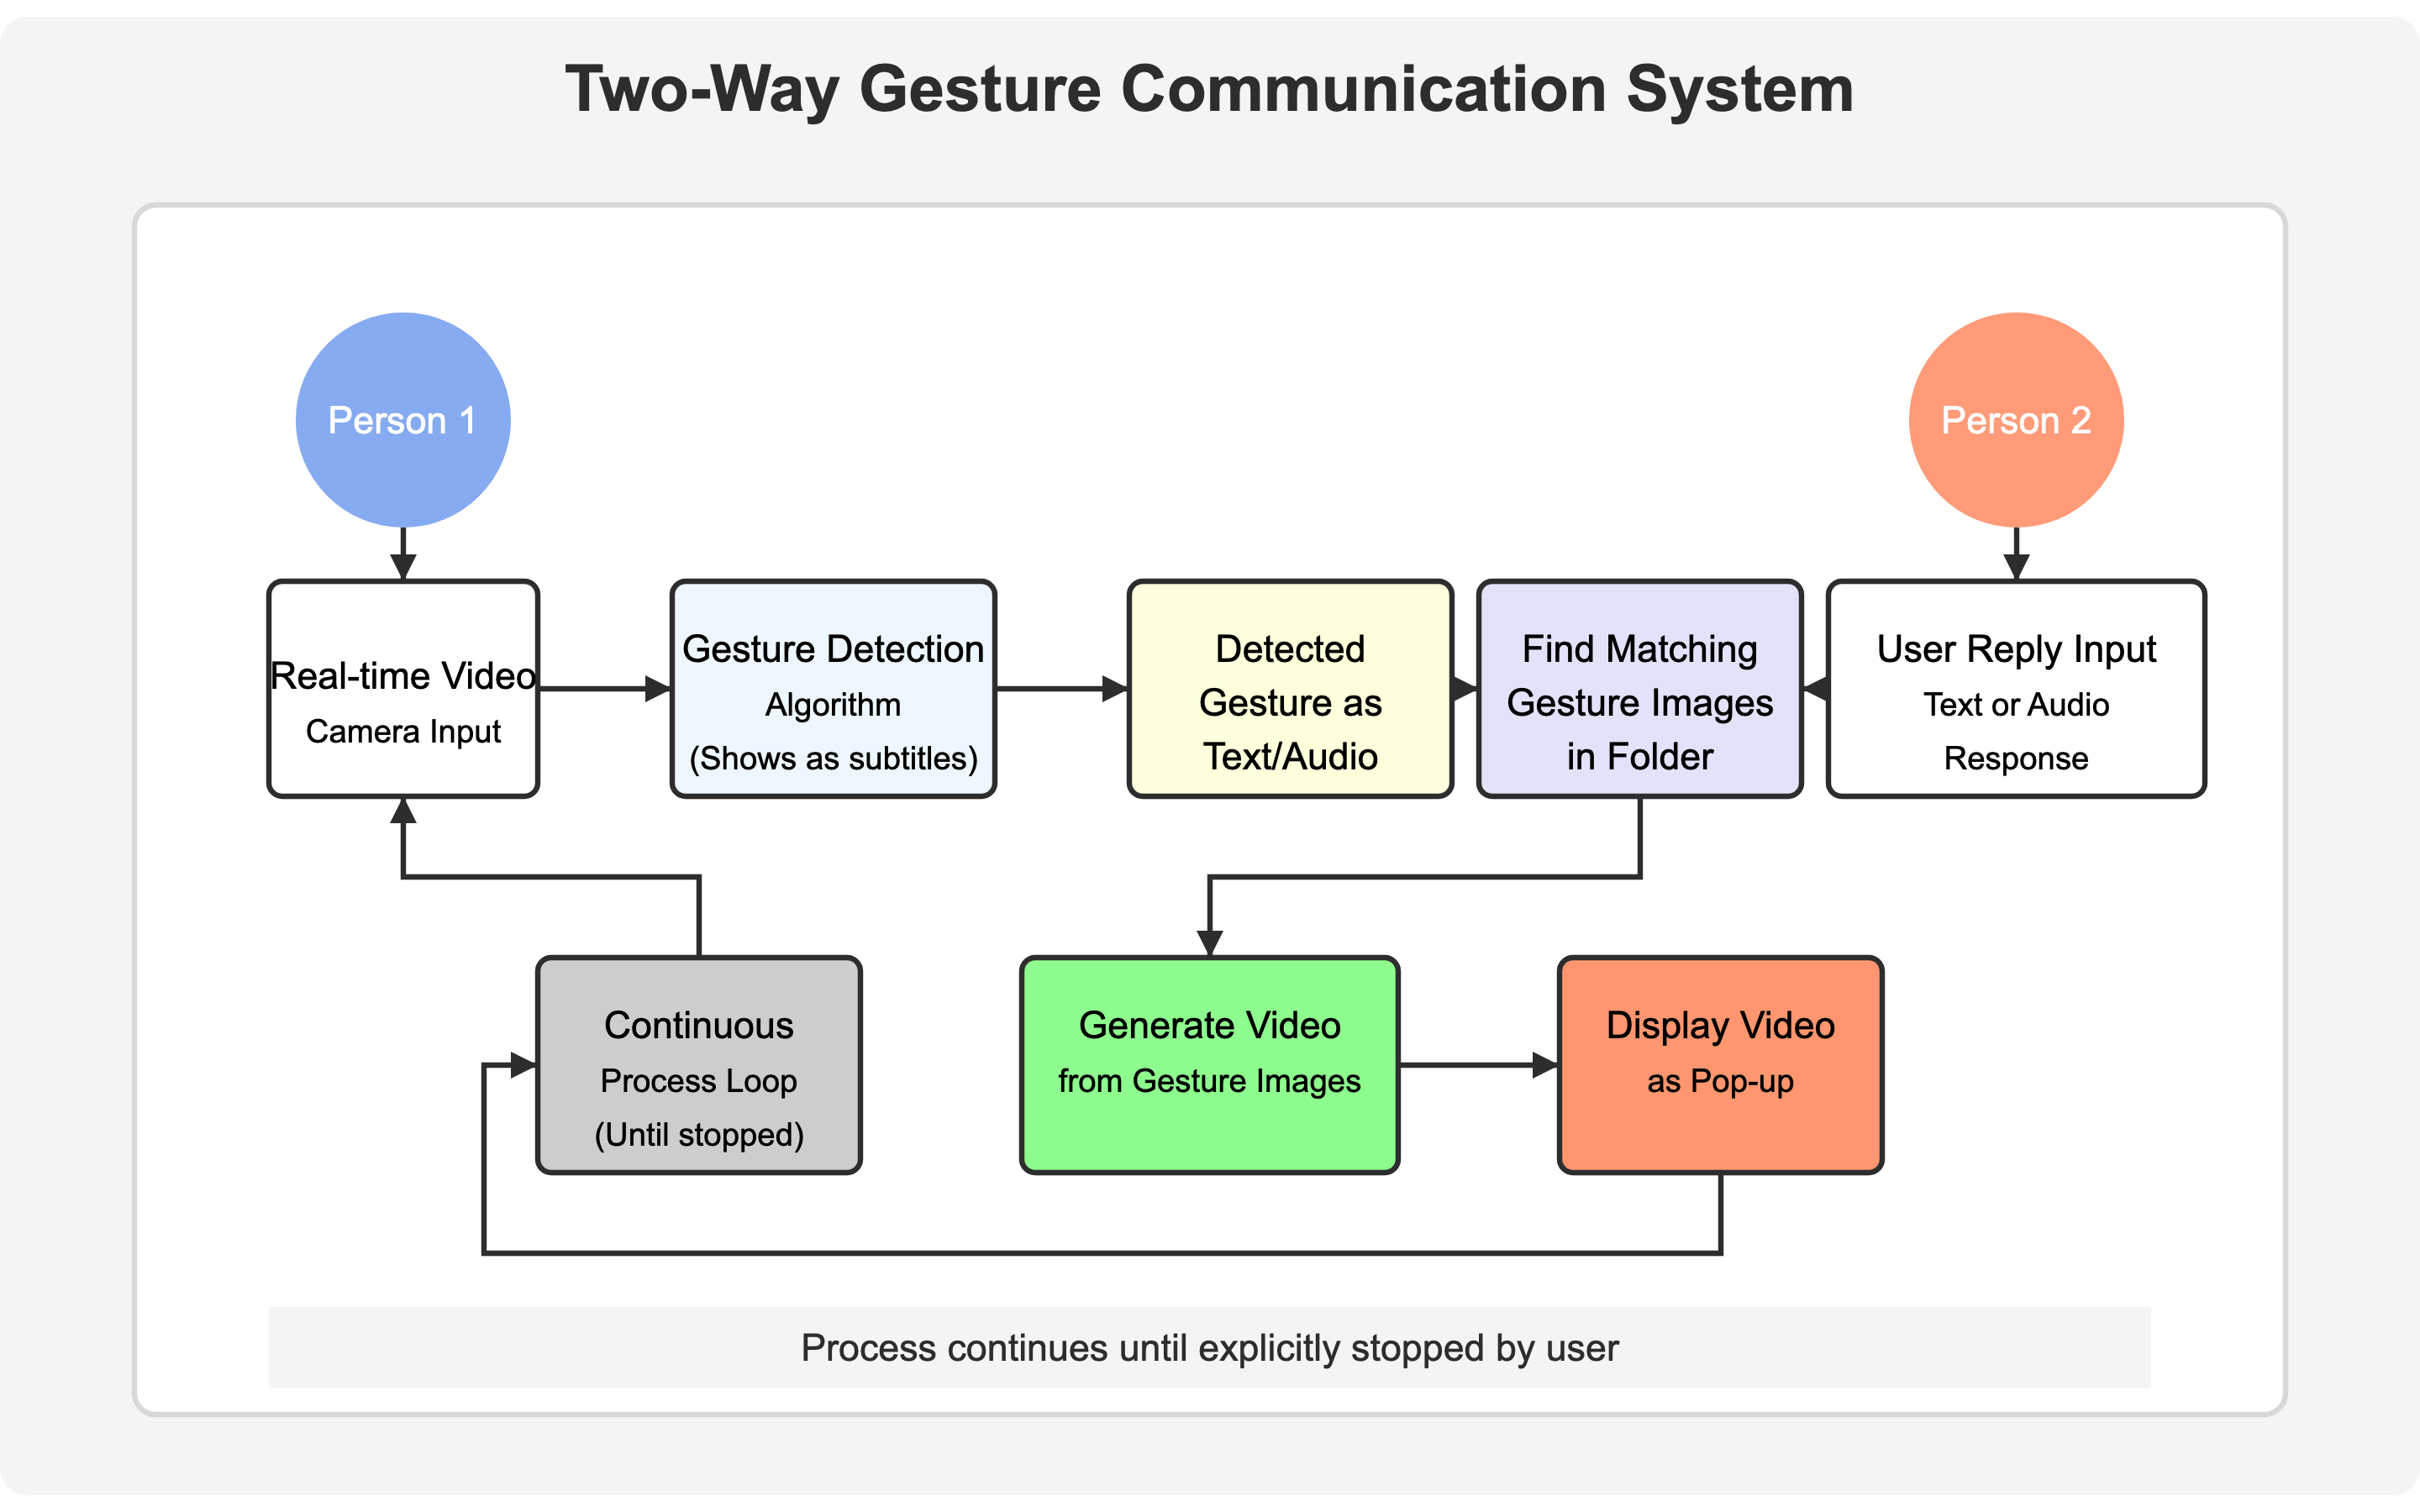 Two-Way Gesture Communication System
Person 1
Person 2
Real-time Video
Camera Input
Gesture Detection
Algorithm
(Shows as subtitles)
Detected
Gesture as
Text/Audio
Find Matching
Gesture Images
in Folder
User Reply Input
Text or Audio
Response
Continuous
Process Loop
(Until stopped)
Generate Video
from Gesture Images
Display Video
as Pop-up
Process continues until explicitly stopped by user